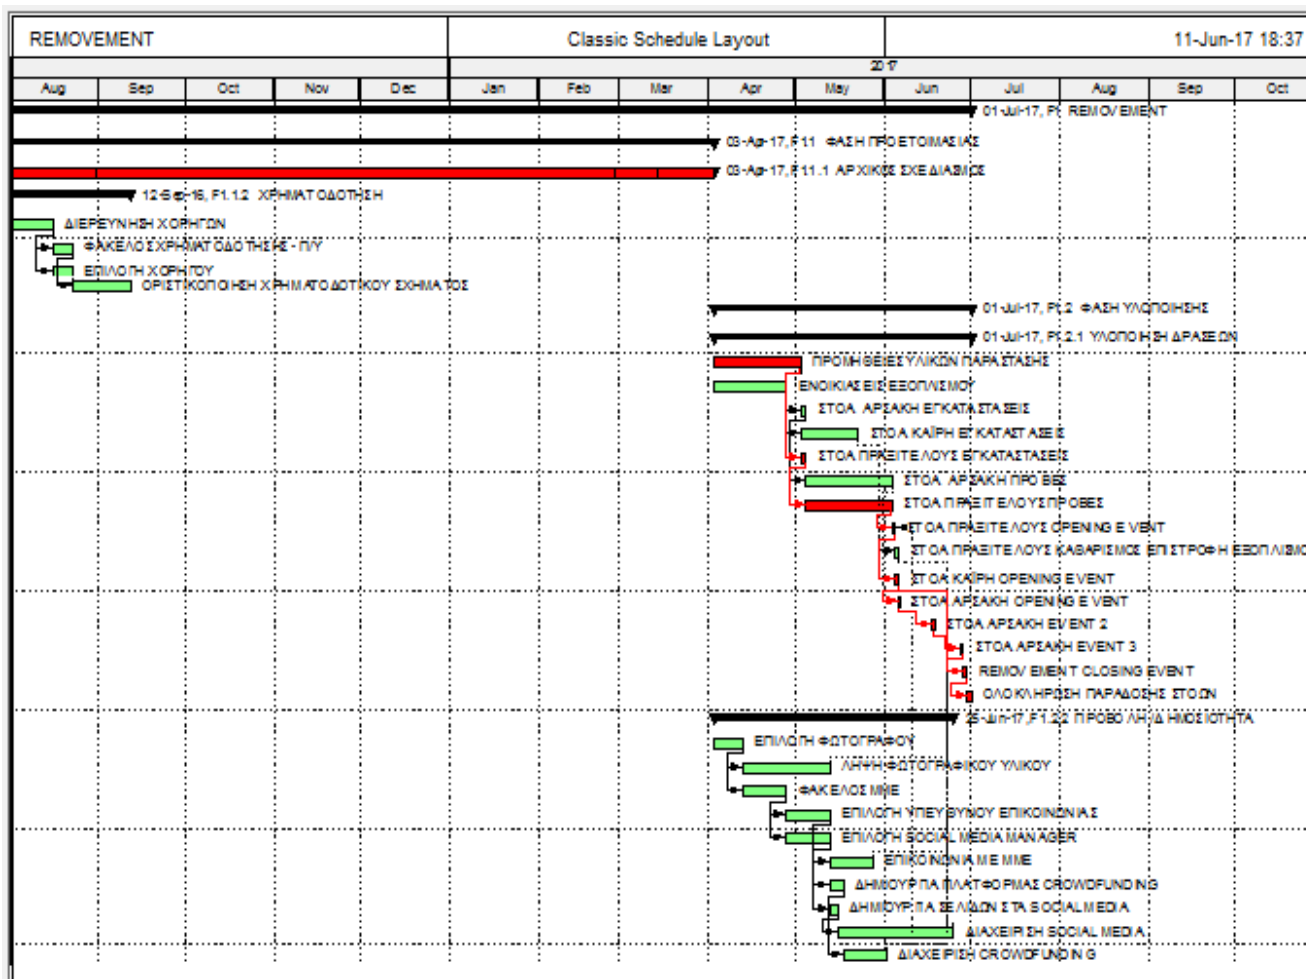 REMOVEMENT Classic Schedule Layout 11-Jun-17 18:37
2017
Aug Sep Oct Nov Dec Jan Feb Mar Apr May Jun Jul Aug Sep Oct
01-Jul-17, F1 REMOVEMENT
03-Apr-17, F1.1 ΦΑΣΗ ΠΡΟΕΤΟΙΜΑΣΙΑΣ
03-Apr-17, F1.1.1 ΑΡΧΙΚΟΣ ΣΧΕΔΙΑΣΜΟΣ
12-Sep-16, F1.1.2 ΧΡΗΜΑΤΟΔΟΤΗΣΗ
ΔΙΕΡΕΥΝΗΣΗ ΧΟΡΗΓΩΝ
ΦΑΚΕΛΟΣ ΧΡΗΜΑΤΟΔΟΤΗΣΗΣ - Π/Υ
ΕΠΙΛΟΓΗ ΧΟΡΗΓΟΥ
ΟΡΙΣΤΙΚΟΠΟΙΗΣΗ ΧΡΗΜΑΤΟΔΟΤΙΚΟΥ ΣΧΗΜΑΤΟΣ
01-Jul-17, F1.2 ΦΑΣΗ ΥΛΟΠΟΙΗΣΗΣ
01-Jul-17, F1.2.1 ΥΛΟΠΟΙΗΣΗ ΔΡΑΣΕΩΝ
ΠΡΟΜΗΘΕΙΕΣ ΥΛΙΚΩΝ ΠΑΡΑΣΤΑΣΗΣ
ΕΝΟΙΚΙΑΣΕΙΣ ΕΞΟΠΛΙΣΜΟΥ
ΣΤΟΑ ΑΡΣΑΚΗ ΕΓΚΑΤΑΣΤΑΣΕΙΣ
ΣΤΟΑ ΚΑΪΡΗ ΕΓΚΑΤΑΣΤΑΣΕΙΣ
ΣΤΟΑ ΠΡΑΞΙΤΕΛΟΥΣ ΕΓΚΑΤΑΣΤΑΣΕΙΣ
ΣΤΟΑ ΑΡΣΑΚΗ ΠΡΟΒΕΣ
ΣΤΟΑ ΠΡΑΞΙΤΕΛΟΥΣ ΠΡΟΒΕΣ
ΣΤΟΑ ΠΡΑΞΙΤΕΛΟΥΣ OPENING EVENT
ΣΤΟΑ ΠΡΑΞΙΤΕΛΟΥΣ ΚΑΘΑΡΙΣΜΟΣ ΕΠΙΣΤΡΟΦΗ ΕΞΟΠΛΙΣΜΟ
ΣΤΟΑ ΚΑΪΡΗ OPENING EVENT
ΣΤΟΑ ΑΡΣΑΚΗ OPENING EVENT
ΣΤΟΑ ΑΡΣΑΚΗ EVENT 2
ΣΤΟΑ ΑΡΣΑΚΗ EVENT 3
REMOVEMENT CLOSING EVENT
ΟΛΟΚΛΗΡΩΣΗ ΠΑΡΑΔΟΣΗΣ ΣΤΟΩΝ
25-Jun-17, F1.2.2 ΠΡΟΒΟΛΗ/ΔΗΜΟΣΙΟΤΗΤΑ
ΕΠΙΛΟΓΗ ΦΩΤΟΓΡΑΦΟΥ
ΛΗΨΗ ΦΩΤΟΓΡΑΦΙΚΟΥ ΥΛΙΚΟΥ
ΦΑΚΕΛΟΣ ΜΜΕ
ΕΠΙΛΟΓΗ ΥΠΕΥΘΥΝΟΥ ΕΠΙΚΟΙΝΩΝΙΑΣ
ΕΠΙΛΟΓΗ SOCIAL MEDIA MANAGER
ΕΠΙΚΟΙΝΩΝΙΑ ΜΕ ΜΜΕ
ΔΗΜΙΟΥΡΓΙΑ ΠΛΑΤΦΟΡΜΑΣ CROWDFUNDING
ΔΗΜΙΟΥΡΓΙΑ ΣΕΛΙΔΩΝ ΣΤΑ SOCIAL MEDIA
ΔΙΑΧΕΙΡΙΣΗ SOCIAL MEDIA
ΔΙΑΧΕΙΡΙΣΗ CROWDFUNDING